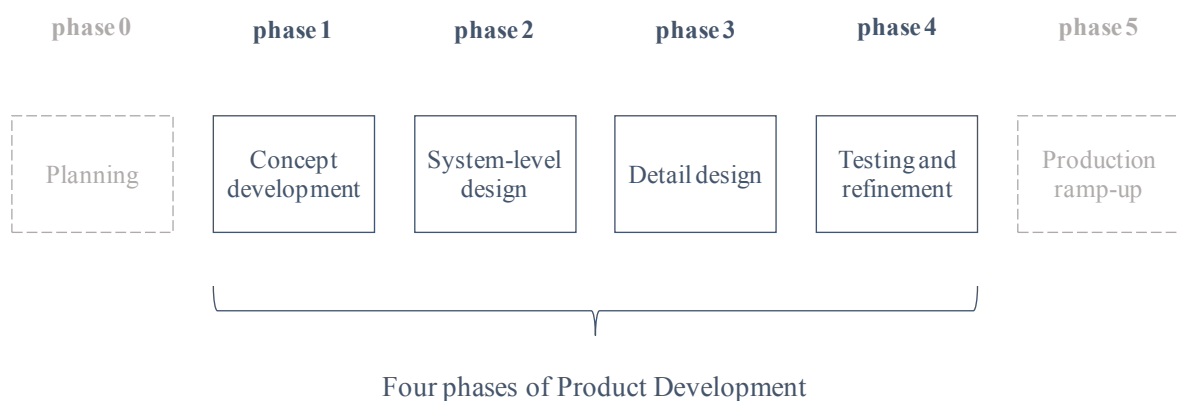 phase 0 phase 1 phase 2 phase 3 phase 4 phase 5
Planning
Concept
development
System-level
design
Detail design
Testing and
refinement
Production
ramp-up
Four phases of Product Development